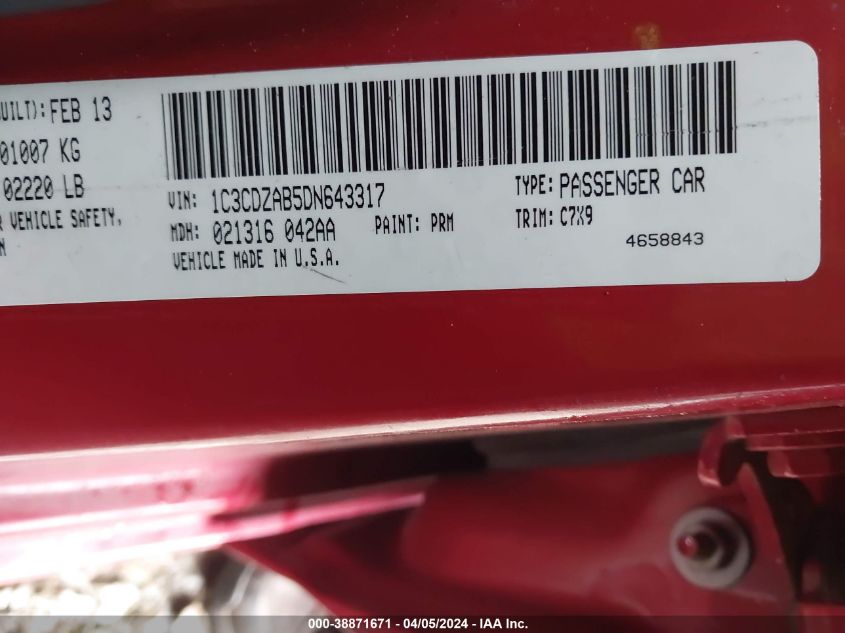 UILT): FEB 13
01007 KG
02220 LB
VEHICLE SAFETY,
VIN: 1C3CDZAB5DN643317
TYPE: PASSENGER CAR
MDH: 021316 042AA
PAINT: PRM
TRIM: C7X9
VEHICLE MADE IN U.S.A.
4658843
000-38871671 - 04/05/2024 - IAA Inc.